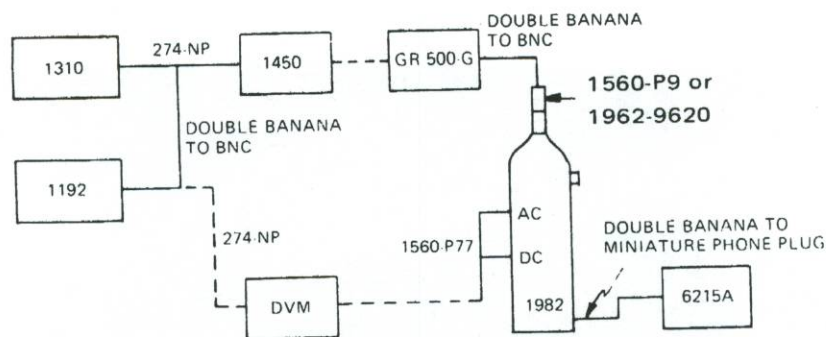 DOUBLE BANANA
TO BNC
274-NP
1310
1450
GR 500-G
1560-P9 or
1962-9620
DOUBLE BANANA
TO BNC
1192
AC
274-NP
1560-P77
DC
DOUBLE BANANA TO
MINIATURE PHONE PLUG
DVM
1982
6215A